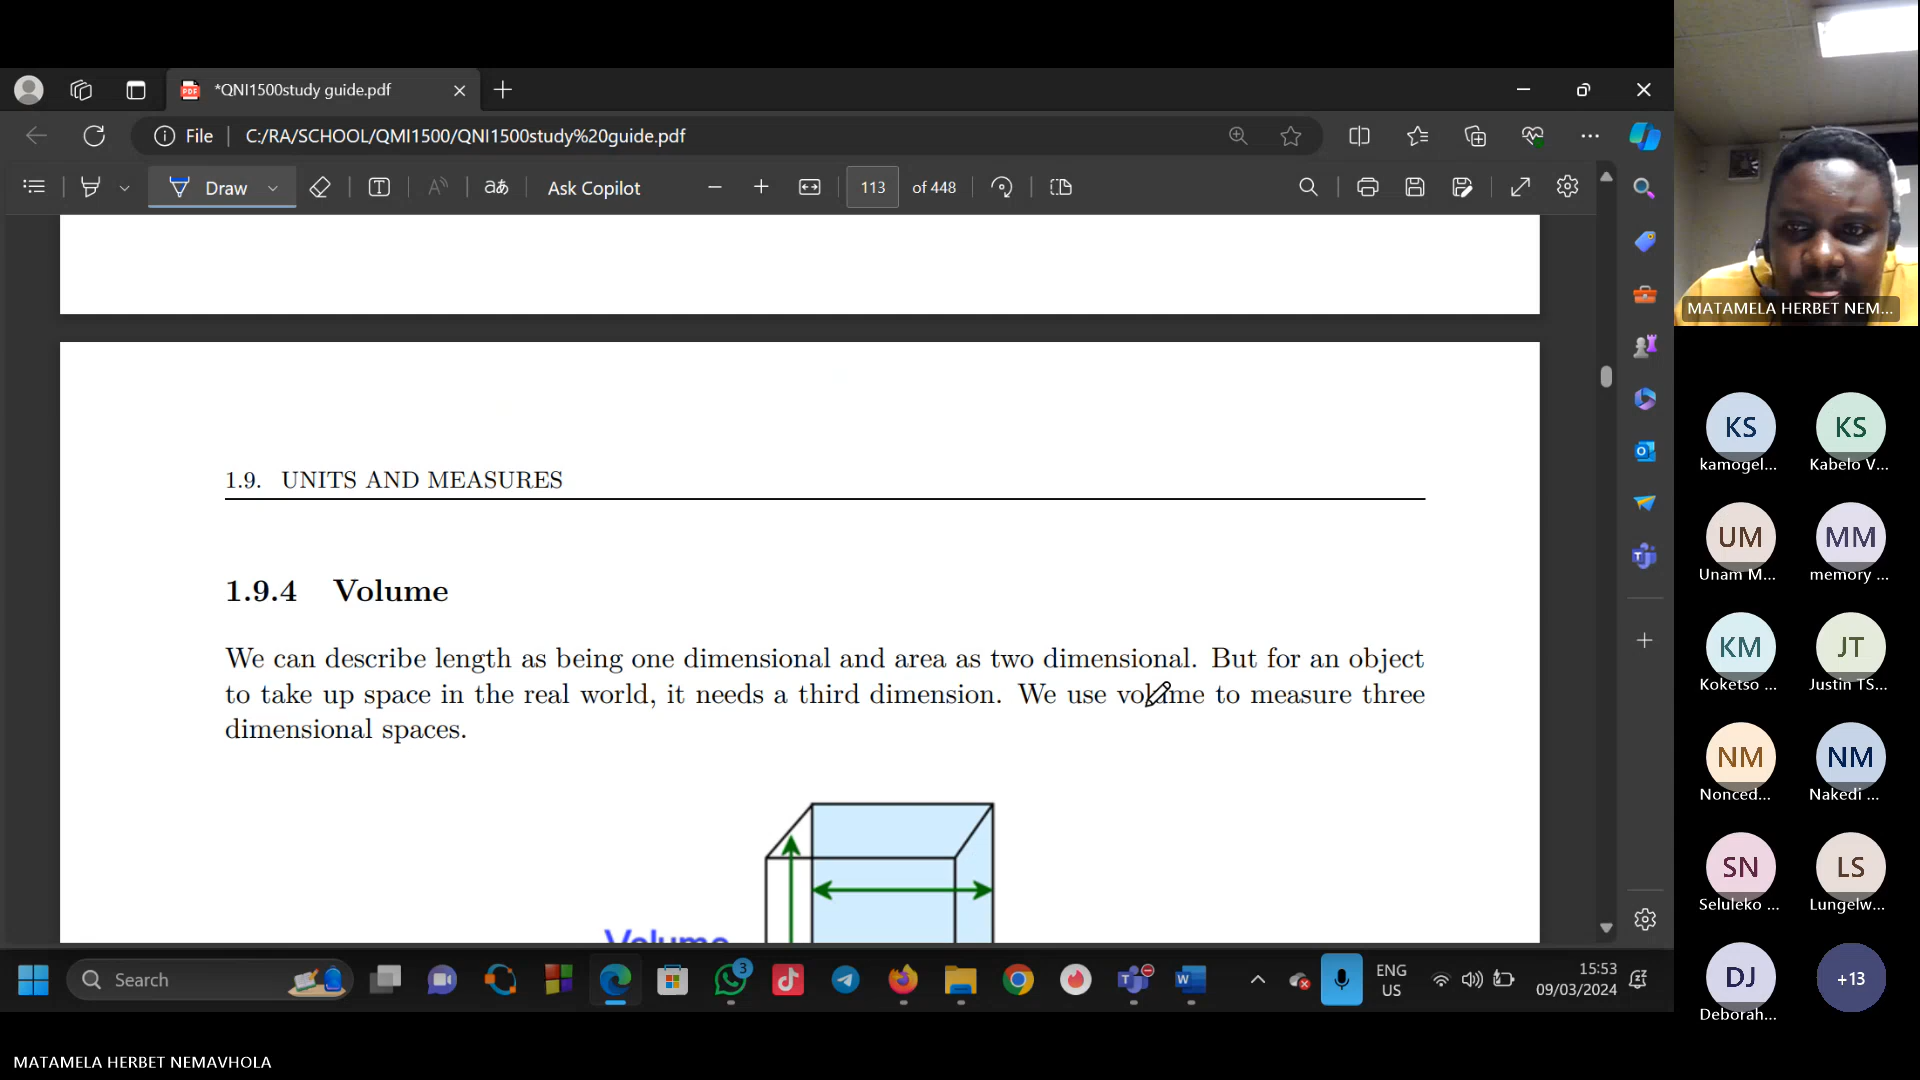 *QNI1500study guide.pdf
File
C:/RA/SCHOOL/QMI1500/QNI1500study%20guide.pdf
Draw
Ask Copilot
113
of 448
1.9. UNITS AND MEASURES
1.9.4 Volume
We can describe length as being one dimensional and area as two dimensional. But for an object
to take up space in the real world, it needs a third dimension. We use volume to measure three
dimensional spaces.
Volume
MATAMELA HERBET NEM...
KS
KS
kamogel...
Kabelo V...
UM
MM
Unam M...
memory ...
KM
JT
Koketso ...
Justin TS...
NM
NM
Nonced...
Nakedi ...
SN
LS
Seluleko ...
Lungelw...
DJ
+13
Deborah...
Search
3
ENG
US
15:53
09/03/2024
MATAMELA HERBET NEMAVHOLA